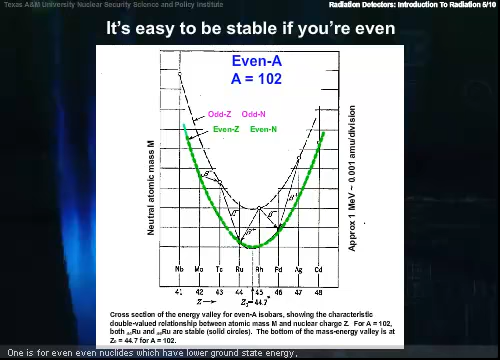 Texas A&M University Nuclear Security Science and Policy Institute
Radiation Detectors: Introduction To Radiation 5/10
It's easy to be stable if you're even
Even-A
A = 102
Odd-Z Odd-N
Even-Z Even-N
Neutral atomic mass M
Approx 1 MeV ~ 0.001 amu/division
β⁻ β⁻ β⁻ β⁻
Nb Mo Tc Ru Rh Pd Ag Cd
41 42 43 44 45 46 47 48
Z → Z₀=44.7
Cross section of the energy valley for even-A isobars, showing the characteristic
double-valued relationship between atomic mass M and nuclear charge Z. For A = 102,
both ₄₄Ru and ₄₆Ru are stable (solid circles). The bottom of the mass-energy valley is at
Z₀ = 44.7 for A = 102.
One is for even even nuclides which have lower ground state energy,